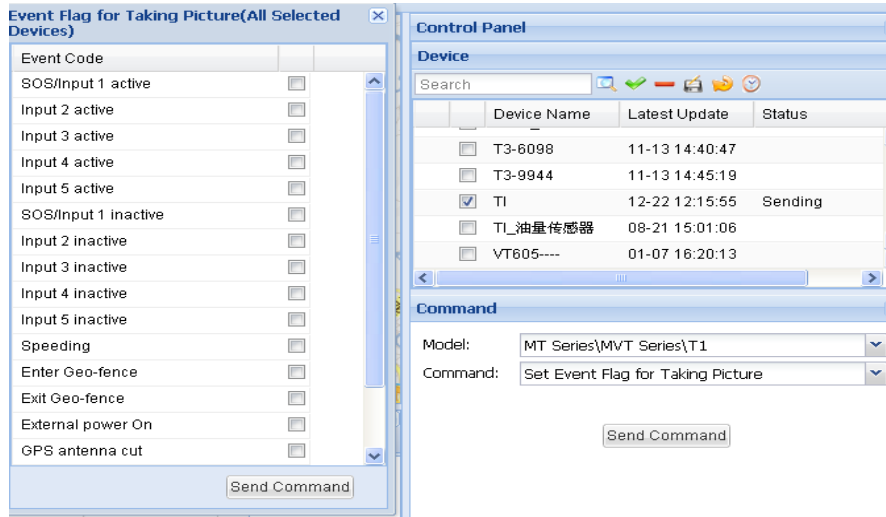 Event Flag for Taking Picture(All Selected
Devices)
Event Code
SOS/Input 1 active
Input 2 active
Input 3 active
Input 4 active
Input 5 active
SOS/Input 1 inactive
Input 2 inactive
Input 3 inactive
Input 4 inactive
Input 5 inactive
Speeding
Enter Geo-fence
Exit Geo-fence
External power On
GPS antenna cut
Send Command
Control Panel
Device
Search
Device Name Latest Update Status
T3-6098 11-13 14:40:47
T3-9944 11-13 14:45:19
TI 12-22 12:15:55 Sending
TI_油量传感器 08-21 15:01:06
VT605---- 01-07 16:20:13
Command
Model: MT Series\MVT Series\T1
Command: Set Event Flag for Taking Picture
Send Command